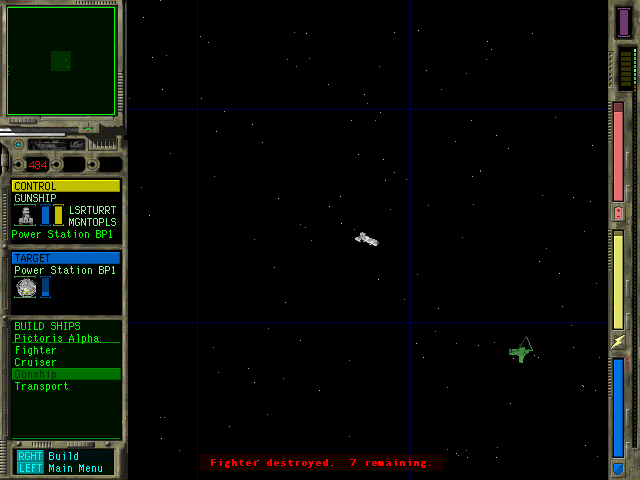 484
CONTROL
GUNSHIP
LSRTURRT
MGNTOPLS
Power Station BP1
TARGET
Power Station BP1
BUILD SHIPS
Pictoris Alpha
Fighter
Cruiser
Gunship
Transport
RGHT Build
LEFT Main Menu
Fighter destroyed. 7 remaining.